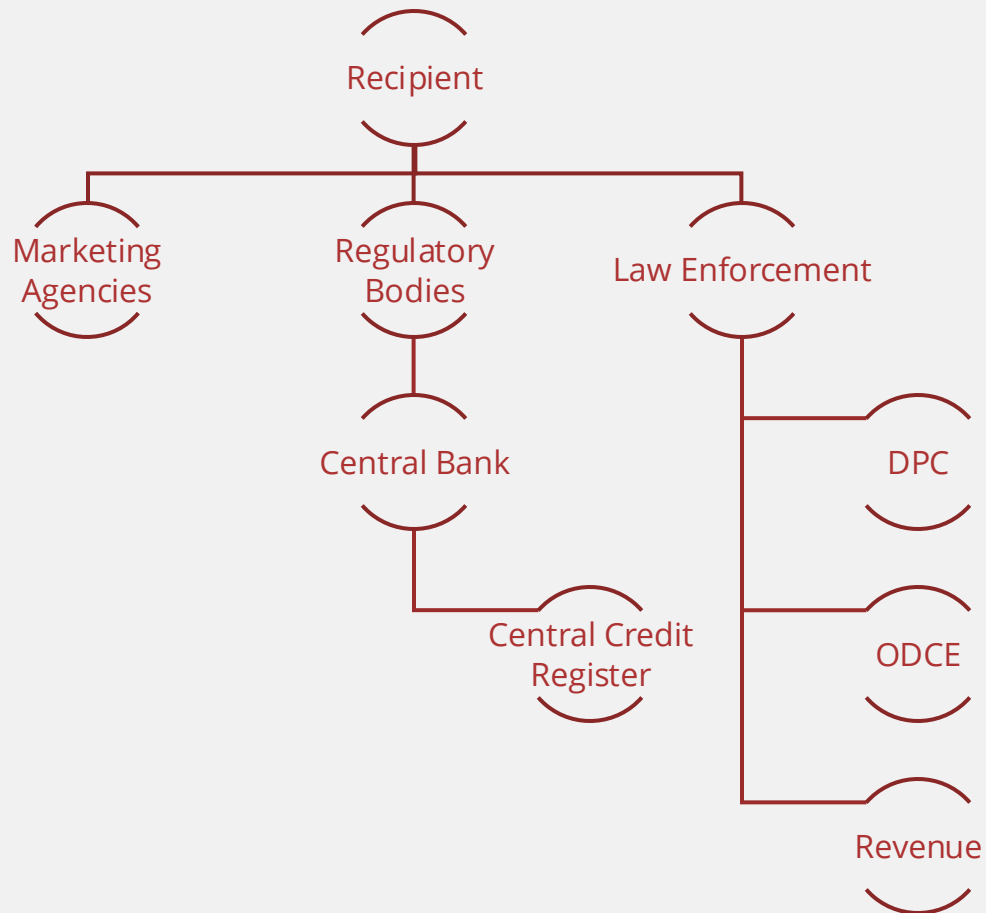 Recipient
Marketing
Agencies
Regulatory
Bodies
Law Enforcement
Central Bank
DPC
Central Credit
Register
ODCE
Revenue